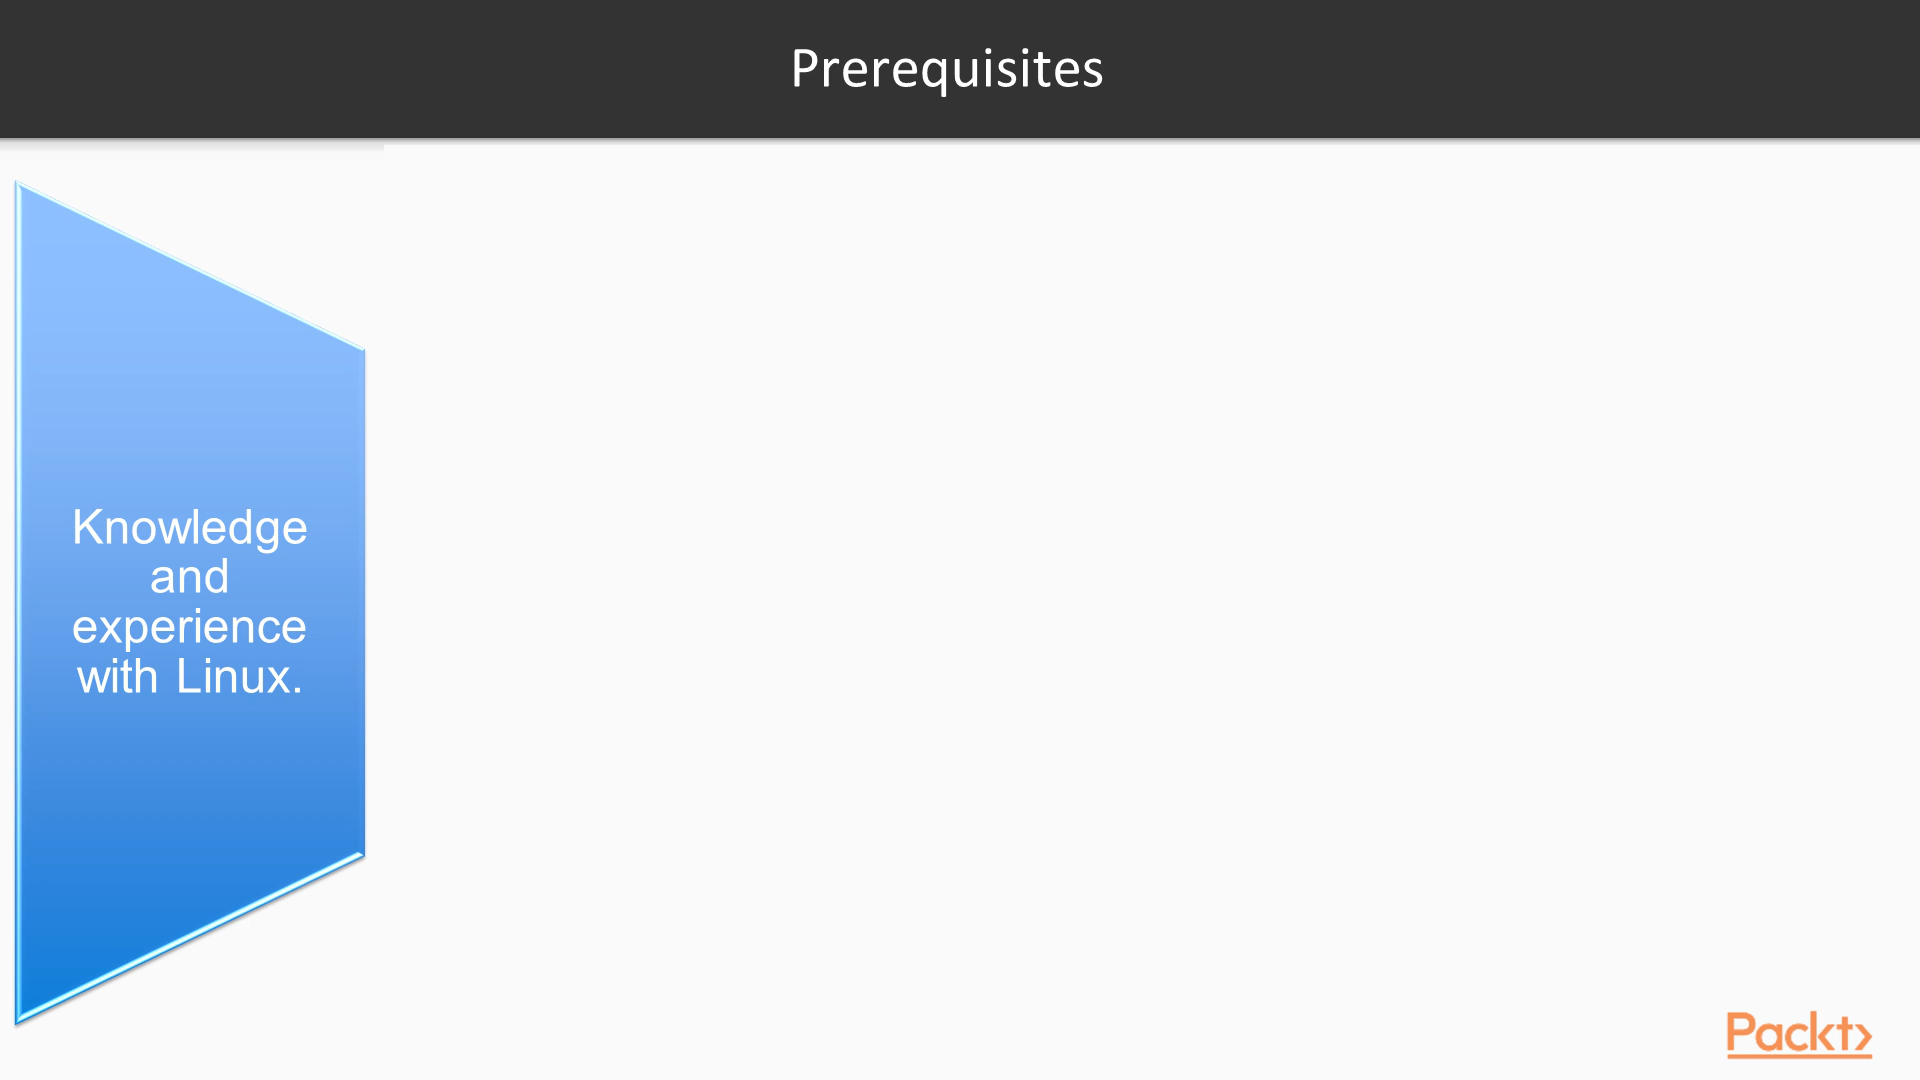 Prerequisites
Knowledge
and
experience
with Linux.
Packt>